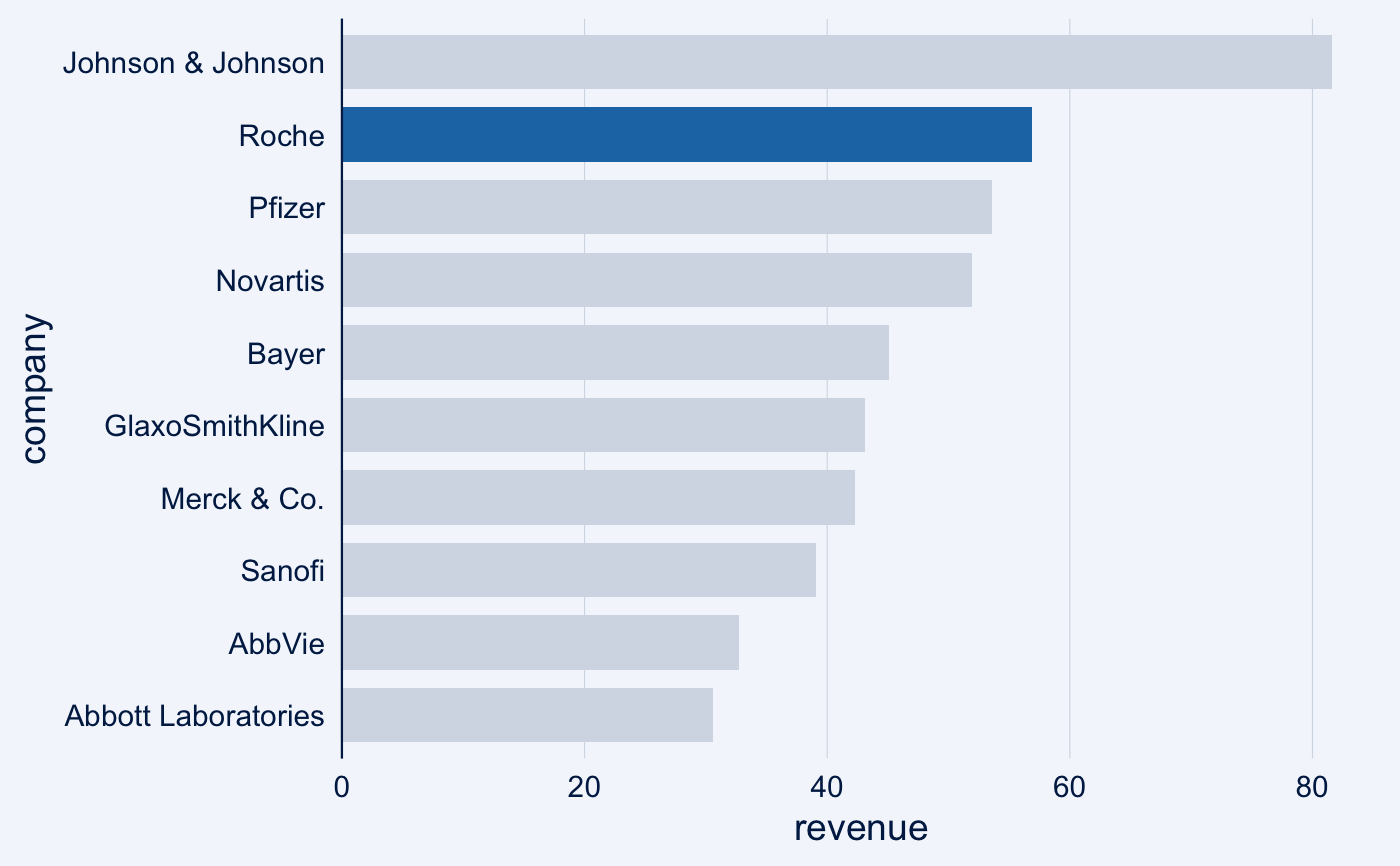 Johnson & Johnson
Roche
Pfizer
Novartis
Bayer
GlaxoSmithKline
Merck & Co.
Sanofi
AbbVie
Abbott Laboratories
company
0 20 40 60 80
revenue